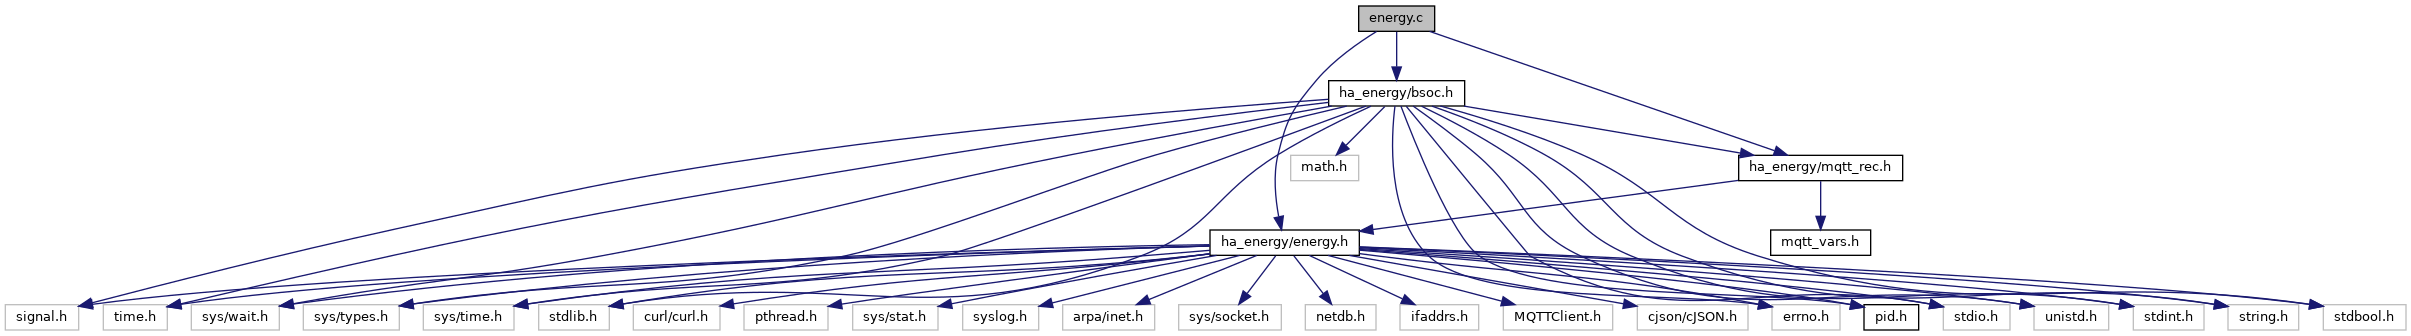 energy.c
ha_energy/bsoc.h
math.h
ha_energy/mqtt_rec.h
ha_energy/energy.h
mqtt_vars.h
signal.h
time.h
sys/wait.h
sys/types.h
sys/time.h
stdlib.h
curl/curl.h
pthread.h
sys/stat.h
syslog.h
arpa/inet.h
sys/socket.h
netdb.h
ifaddrs.h
MQTTClient.h
cjson/cJSON.h
errno.h
pid.h
stdio.h
unistd.h
stdint.h
string.h
stdbool.h